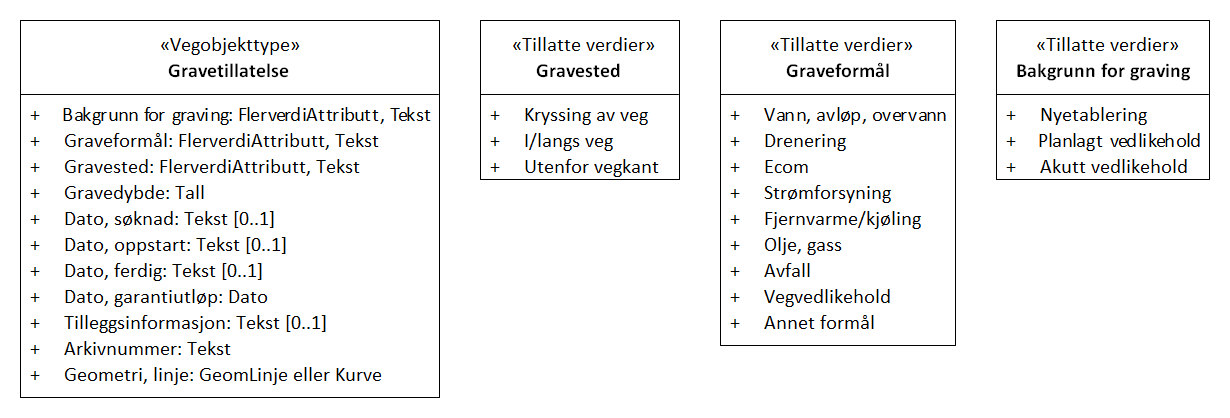 «Vegobjekttype»
Gravetillatelse
+ Bakgrunn for graving: FlerverdiAttributt, Tekst
+ Graveformål: FlerverdiAttributt, Tekst
+ Gravested: FlerverdiAttributt, Tekst
+ Gravedybde: Tall
+ Dato, søknad: Tekst [0..1]
+ Dato, oppstart: Tekst [0..1]
+ Dato, ferdig: Tekst [0..1]
+ Dato, garantiutløp: Dato
+ Tilleggsinformasjon: Tekst [0..1]
+ Arkivnummer: Tekst
+ Geometri, linje: GeomLinje eller Kurve
«Tillatte verdier»
Gravested
+ Kryssing av veg
+ I/langs veg
+ Utenfor vegkant
«Tillatte verdier»
Graveformål
+ Vann, avløp, overvann
+ Drenering
+ Ecom
+ Strømforsyning
+ Fjernvarme/kjøling
+ Olje, gass
+ Avfall
+ Vegvedlikehold
+ Annet formål
«Tillatte verdier»
Bakgrunn for graving
+ Nyetablering
+ Planlagt vedlikehold
+ Akutt vedlikehold